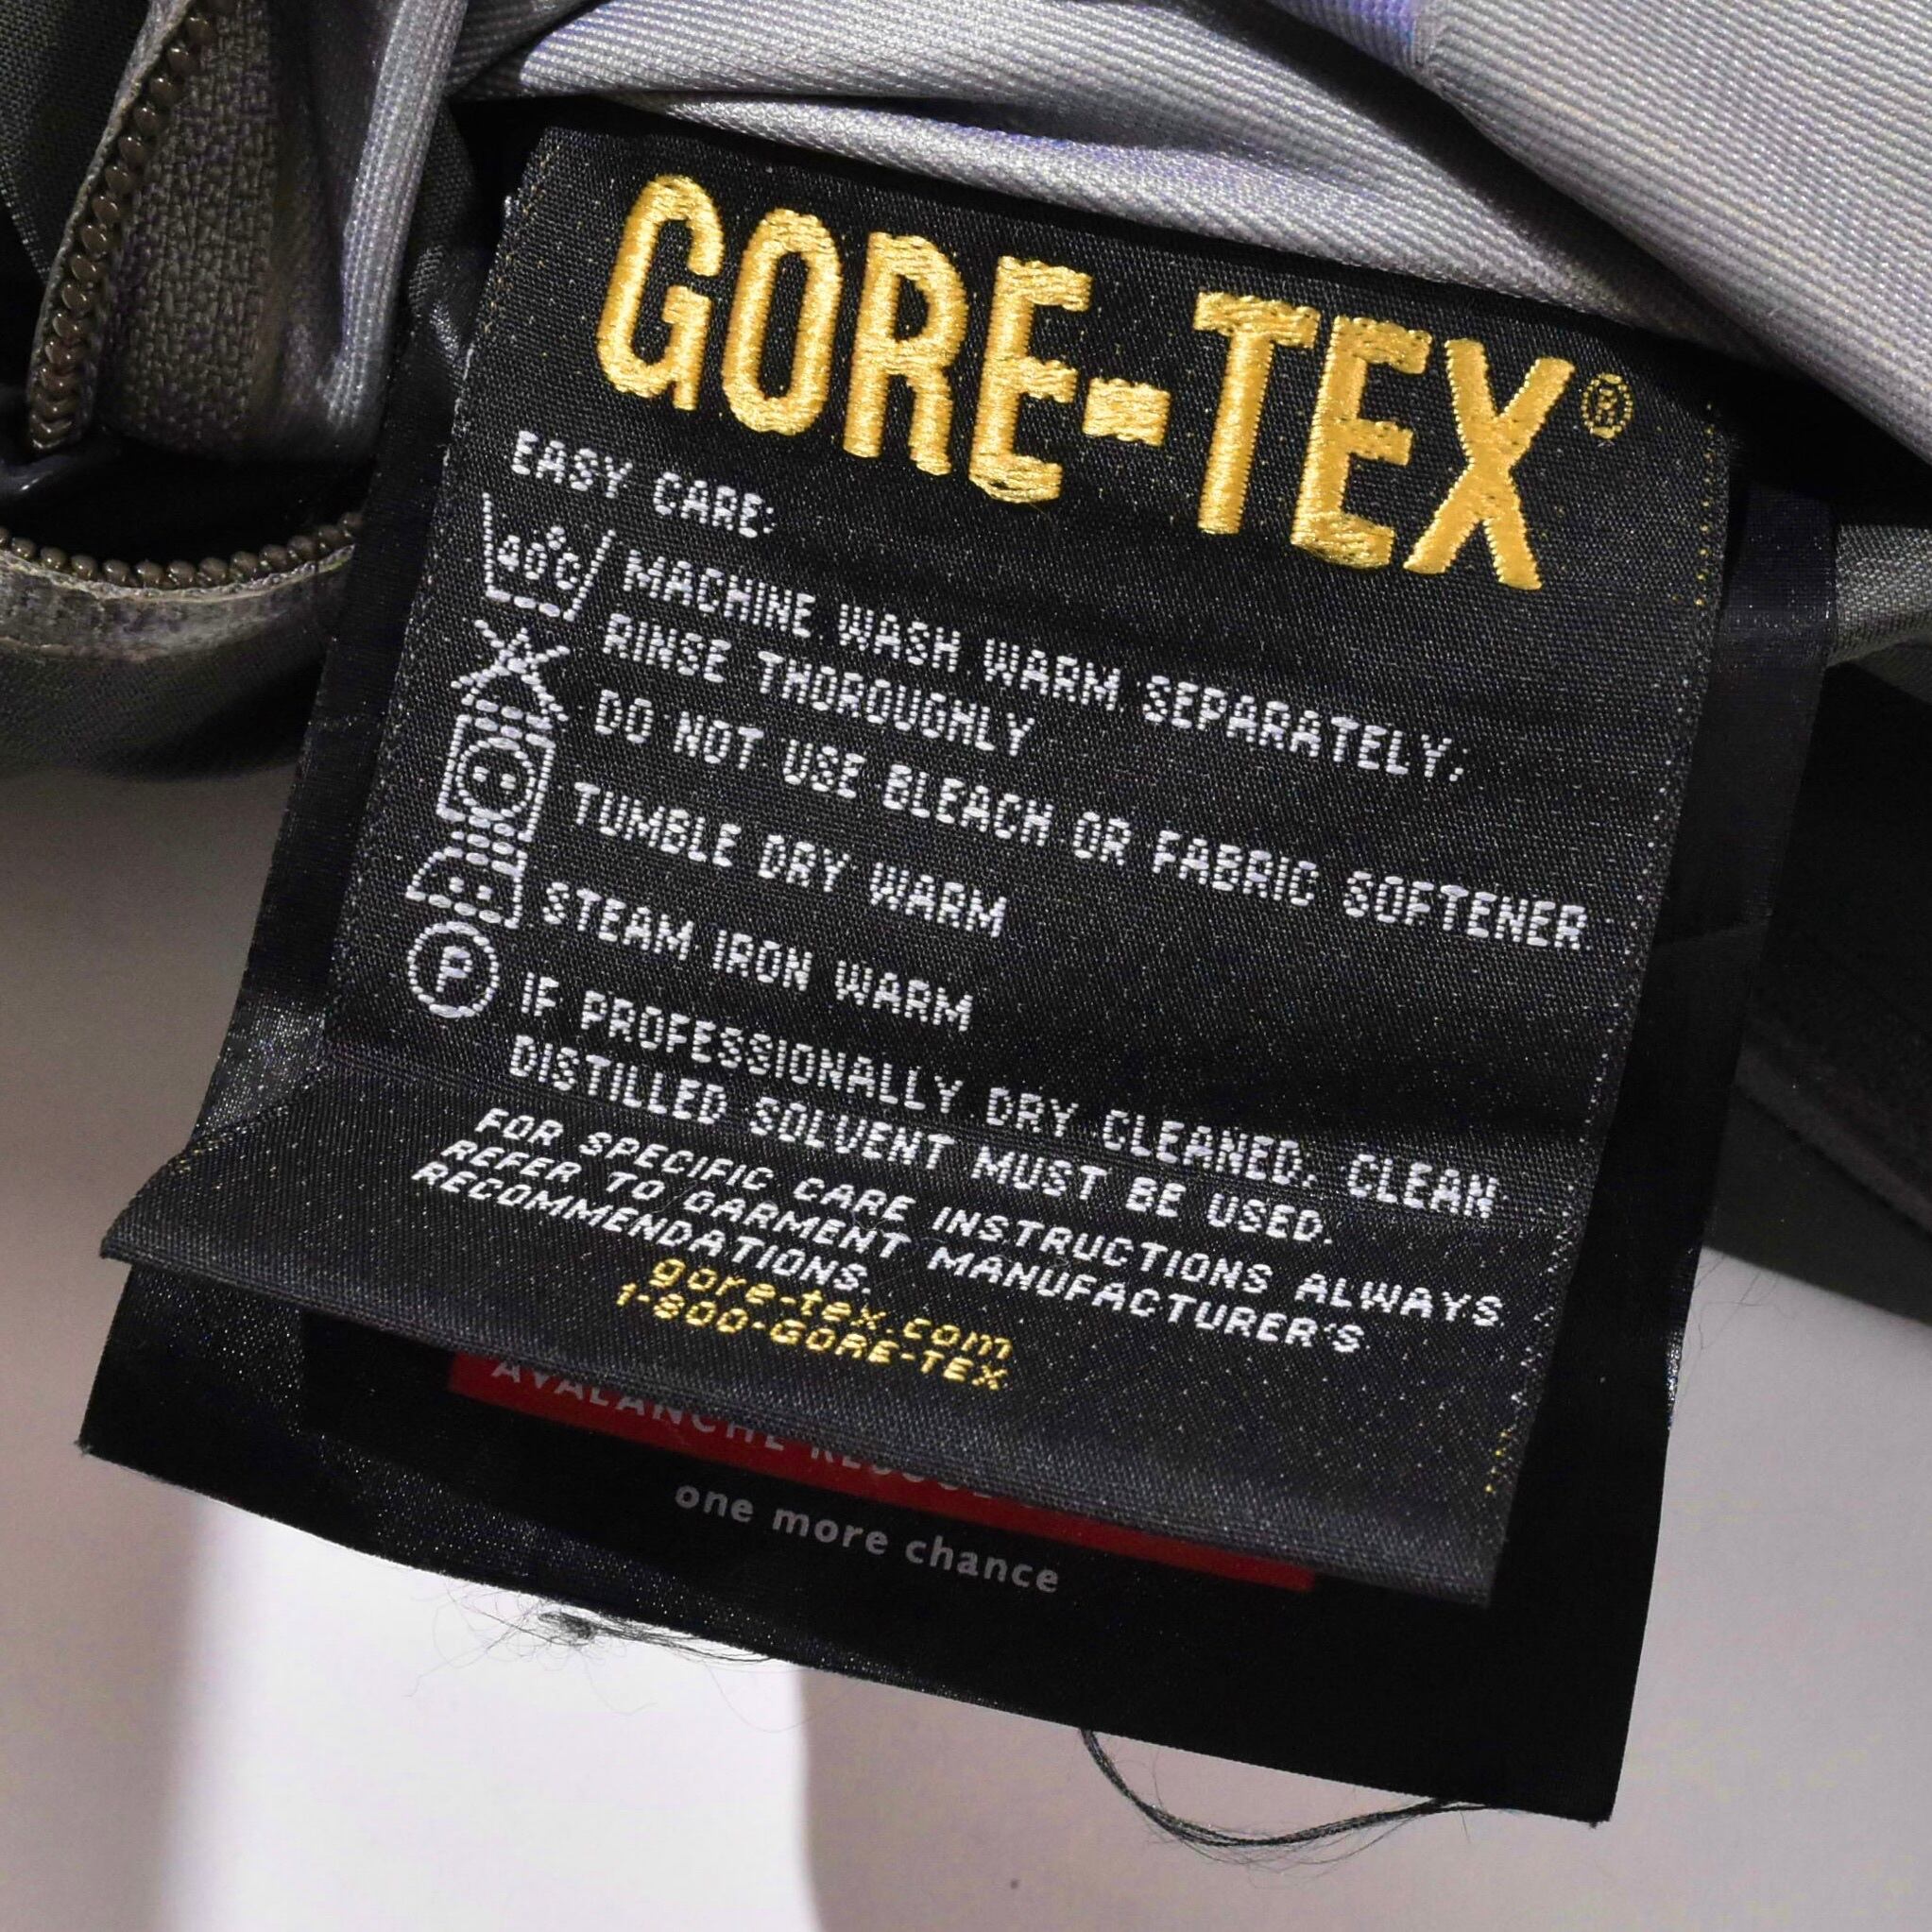 GORE-TEX®
EASY CARE:
40°C
MACHINE WASH WARM SEPARATELY,
RINSE THOROUGHLY
DO NOT USE BLEACH OR FABRIC SOFTENER
TUMBLE DRY WARM
STEAM IRON WARM
P
IF PROFESSIONALLY DRY CLEANED, CLEAN
DISTILLED SOLVENT MUST BE USED.
FOR SPECIFIC CARE INSTRUCTIONS ALWAYS
REFER TO GARMENT MANUFACTURER'S
RECOMMENDATIONS.
gore-tex.com
1-800-GORE-TEX
AVALANCHE
one more chance